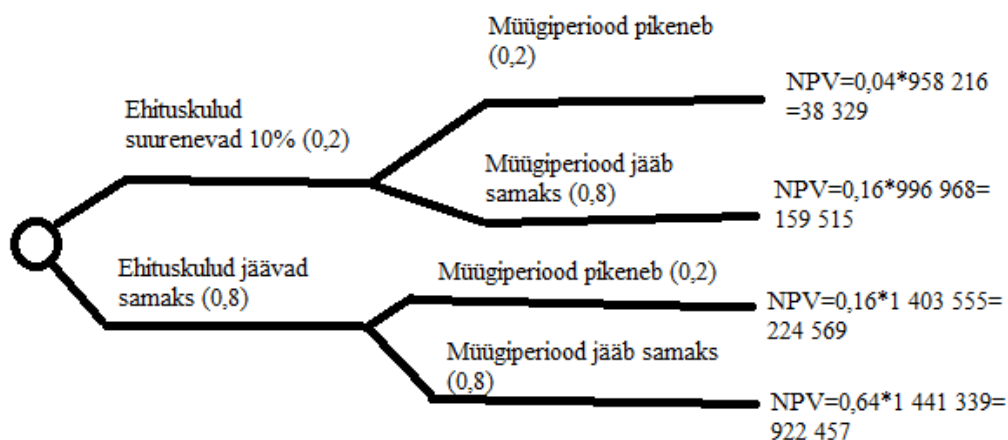 Müügiperiood pikeneb
(0,2)
NPV=0,04*958 216
=38 329
Ehituskulud
suurenevad 10% (0,2)
Müügiperiood jääb
samaks (0,8)
NPV=0,16*996 968=
159 515
Ehituskulud jäävad
samaks (0,8)
Müügiperiood pikeneb (0,2)
NPV=0,16*1 403 555=
224 569
Müügiperiood jääb samaks
(0,8)
NPV=0,64*1 441 339=
922 457